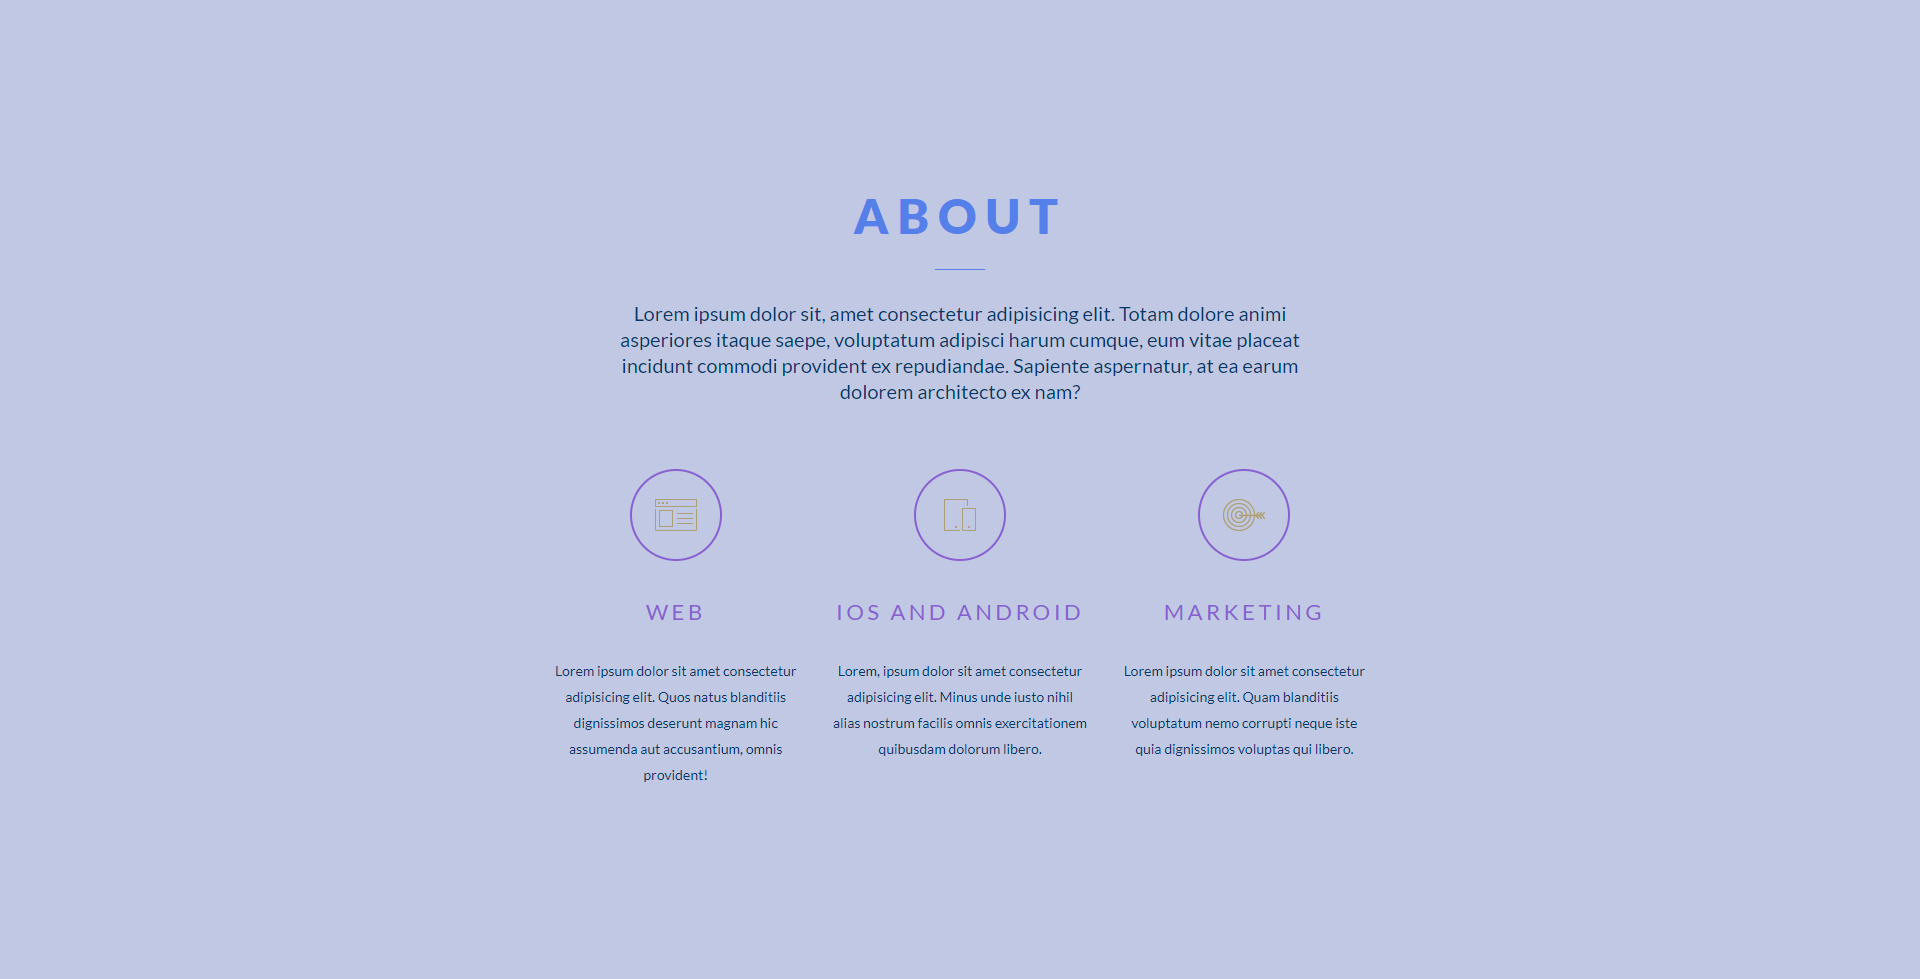 ABOUT
Lorem ipsum dolor sit, amet consectetur adipisicing elit. Totam dolore animi
asperiores itaque saepe, voluptatum adipisci harum cumque, eum vitae placeat
incidunt commodi provident ex repudiandae. Sapiente aspernatur, at ea earum
dolorem architecto ex nam?
WEB
Lorem ipsum dolor sit amet consectetur
adipisicing elit. Quos natus blanditiis
dignissimos deserunt magnam hic
assumenda aut accusantium, omnis
provident!
IOS AND ANDROID
Lorem, ipsum dolor sit amet consectetur
adipisicing elit. Minus unde iusto nihil
alias nostrum facilis omnis exercitationem
quibusdam dolorum libero.
MARKETING
Lorem ipsum dolor sit amet consectetur
adipisicing elit. Quam blanditiis
voluptatum nemo corrupti neque iste
quia dignissimos voluptas qui libero.